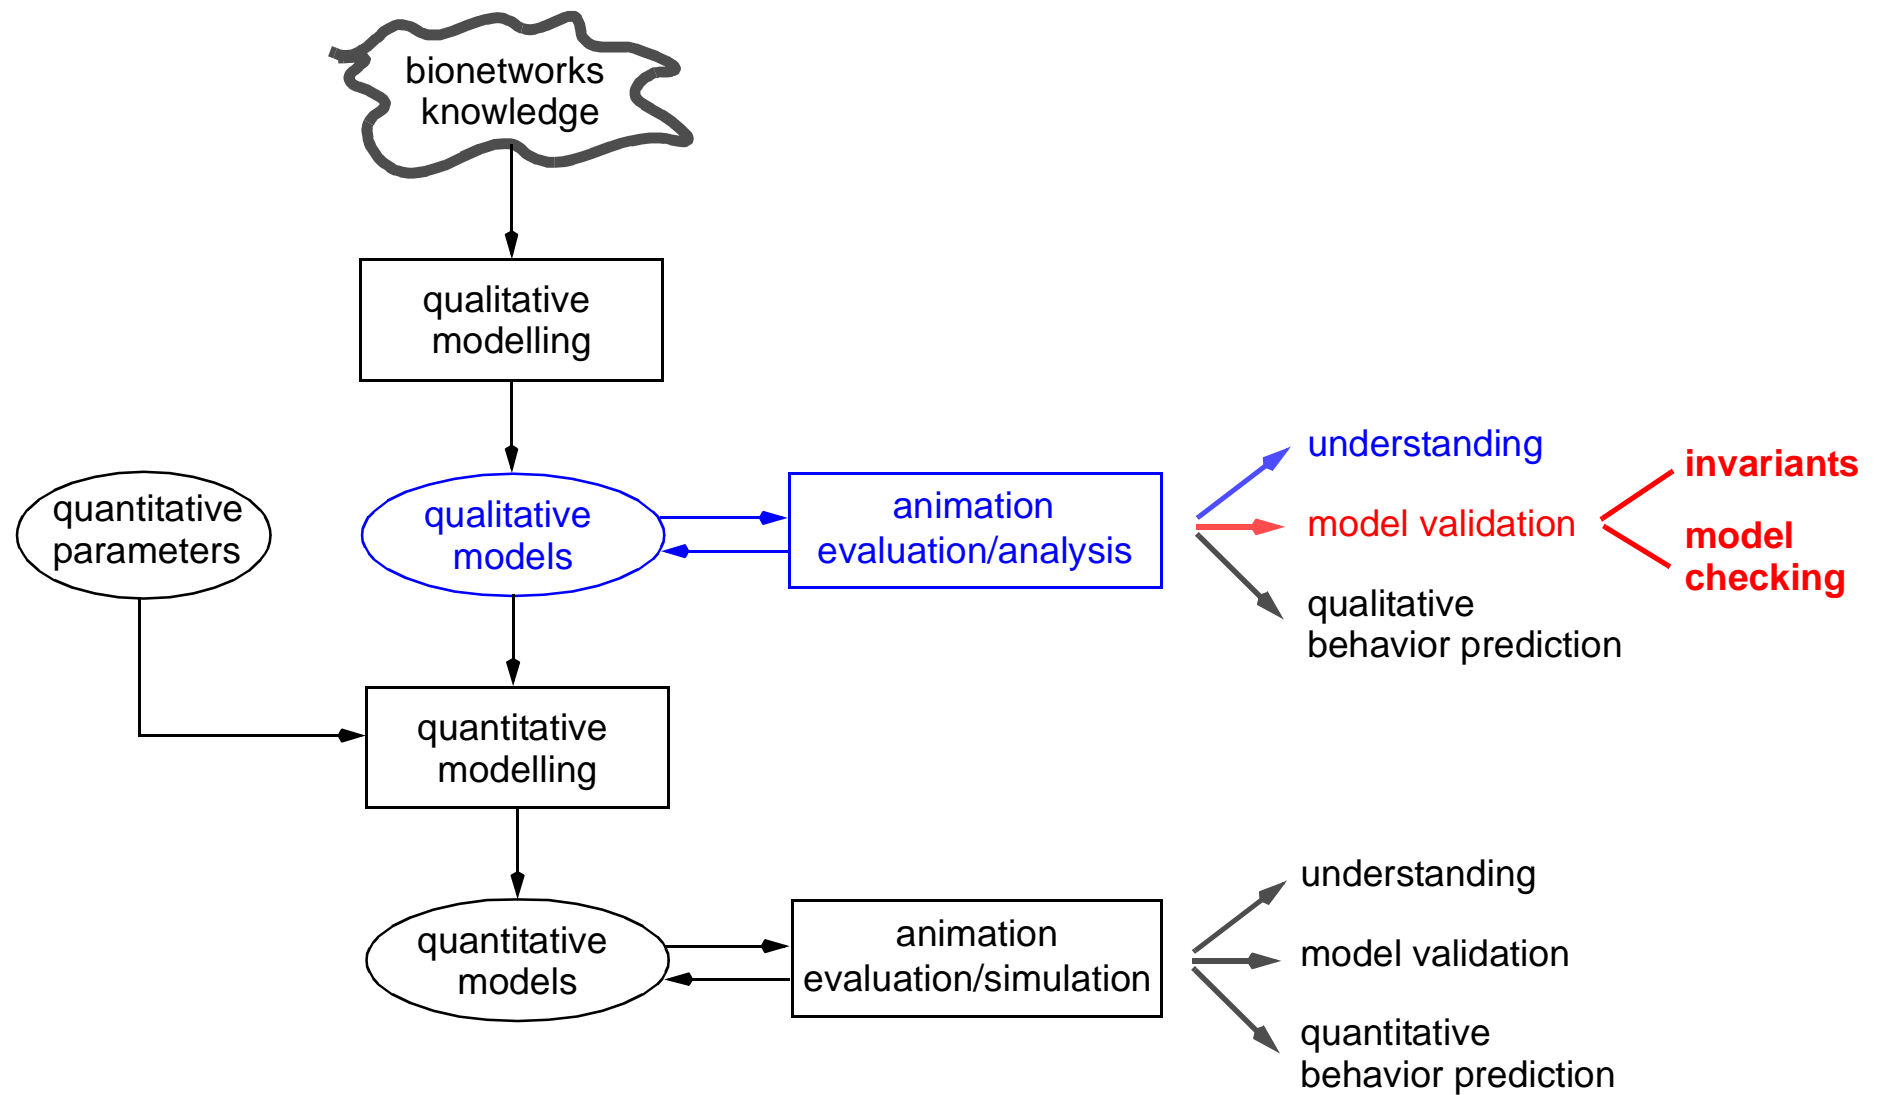 bionetworks
knowledge
qualitative
modelling
quantitative
parameters
qualitative
models
animation
evaluation/analysis
understanding
model validation
qualitative
behavior prediction
invariants
model
checking
quantitative
modelling
quantitative
models
animation
evaluation/simulation
understanding
model validation
quantitative
behavior prediction